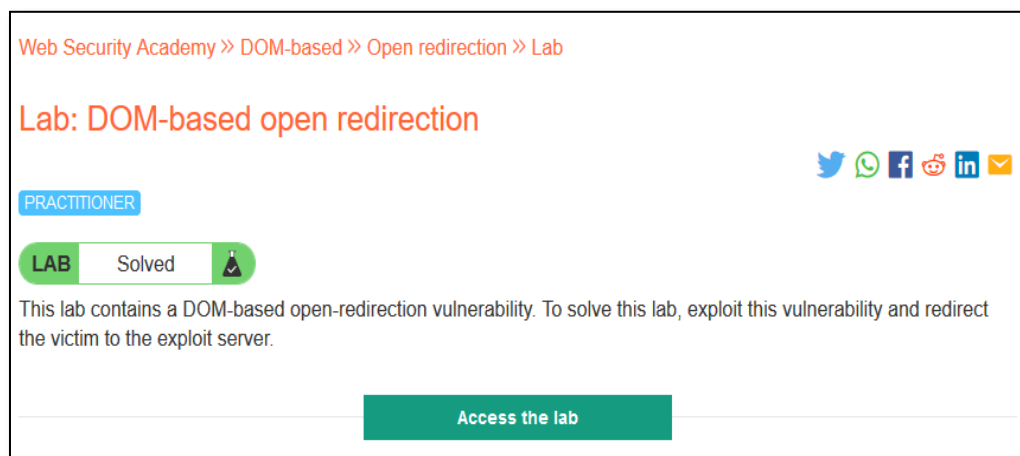 Web Security Academy » DOM-based » Open redirection » Lab
Lab: DOM-based open redirection
PRACTITIONER
LAB Solved
This lab contains a DOM-based open-redirection vulnerability. To solve this lab, exploit this vulnerability and redirect
the victim to the exploit server.
Access the lab